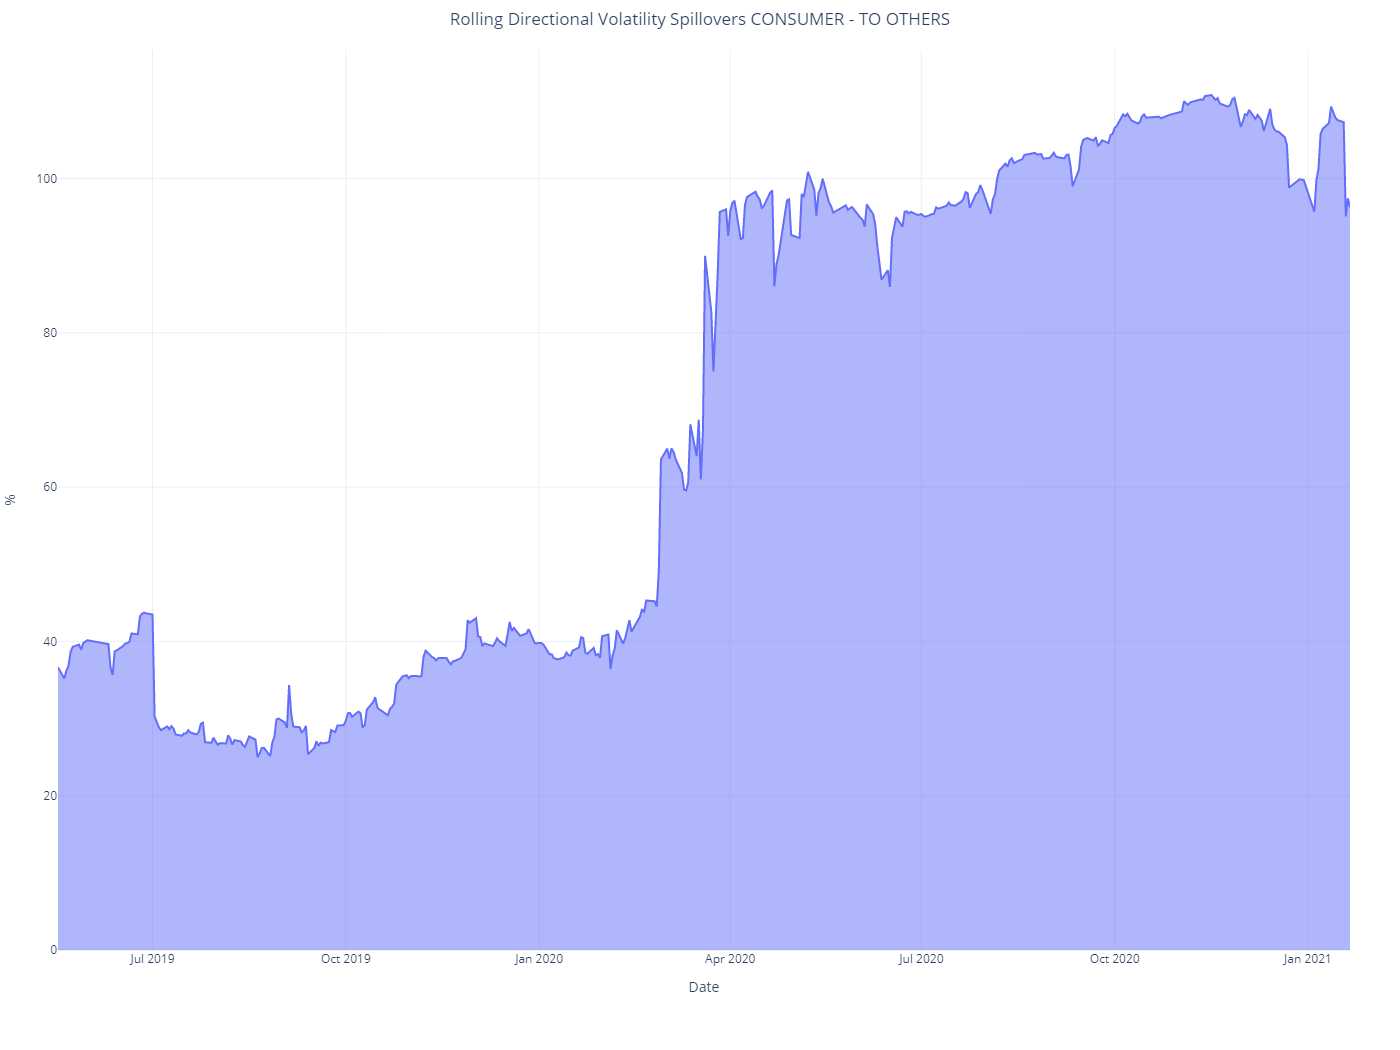 Rolling Directional Volatility Spillovers CONSUMER - TO OTHERS
100
80
60
40
20
0
%
Jul 2019
Oct 2019
Jan 2020
Apr 2020
Jul 2020
Oct 2020
Jan 2021
Date